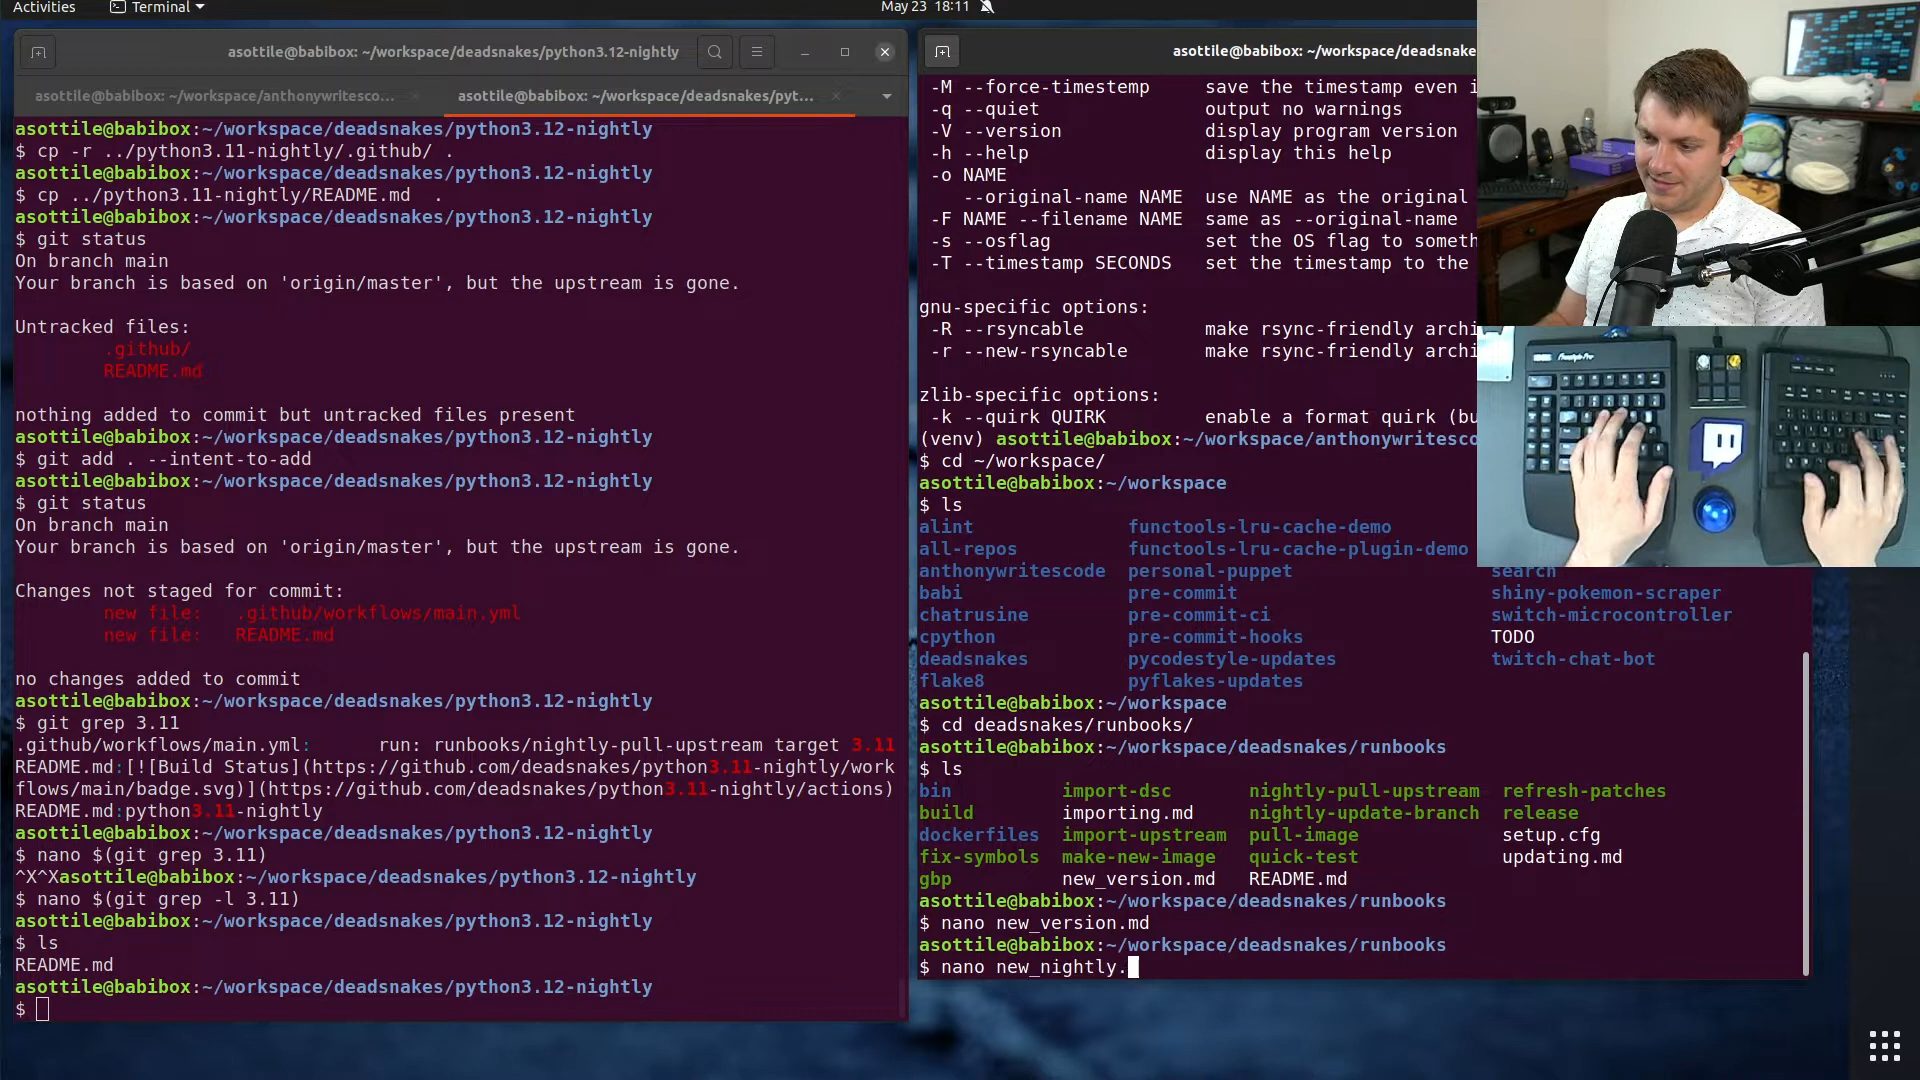 Activities
Terminal
May 23 18:11
asottile@babibox: ~/workspace/deadsnakes/python3.12-nightly
asottile@babibox: ~/workspace/anthonywritesco...
asottile@babibox: ~/workspace/deadsnakes/pyt...
asottile@babibox:~/workspace/deadsnakes/python3.12-nightly
$ cp -r ../python3.11-nightly/.github/ .
asottile@babibox:~/workspace/deadsnakes/python3.12-nightly
$ cp ../python3.11-nightly/README.md  .
asottile@babibox:~/workspace/deadsnakes/python3.12-nightly
$ git status
On branch main
Your branch is based on 'origin/master', but the upstream is gone.
Untracked files:
.github/
README.md
nothing added to commit but untracked files present
asottile@babibox:~/workspace/deadsnakes/python3.12-nightly
$ git add . --intent-to-add
asottile@babibox:~/workspace/deadsnakes/python3.12-nightly
$ git status
On branch main
Your branch is based on 'origin/master', but the upstream is gone.
Changes not staged for commit:
new file:   .github/workflows/main.yml
new file:   README.md
no changes added to commit
asottile@babibox:~/workspace/deadsnakes/python3.12-nightly
$ git grep 3.11
.github/workflows/main.yml:      run: runbooks/nightly-pull-upstream target 3.11
README.md:[![Build Status](https://github.com/deadsnakes/python3.11-nightly/work
flows/main/badge.svg)](https://github.com/deadsnakes/python3.11-nightly/actions)
README.md:python3.11-nightly
asottile@babibox:~/workspace/deadsnakes/python3.12-nightly
$ nano $(git grep 3.11)
^X^Xasottile@babibox:~/workspace/deadsnakes/python3.12-nightly
$ nano $(git grep -l 3.11)
asottile@babibox:~/workspace/deadsnakes/python3.12-nightly
$ ls
README.md
asottile@babibox:~/workspace/deadsnakes/python3.12-nightly
$
asottile@babibox: ~/workspace/deadsnake
-M --force-timestemp     save the timestamp even i
-q --quiet               output no warnings
-V --version             display program version
-h --help                display this help
-o NAME
--original-name NAME  use NAME as the original
-F NAME --filename NAME  same as --original-name
-s --osflag              set the OS flag to someth
-T --timestamp SECONDS   set the timestamp to the
gnu-specific options:
-R --rsyncable           make rsync-friendly archi
-r --new-rsyncable       make rsync-friendly archi
zlib-specific options:
-k --quirk QUIRK         enable a format quirk (bu
(venv) asottile@babibox:~/workspace/anthonywritesco
$ cd ~/workspace/
asottile@babibox:~/workspace
$ ls
alint functools-lru-cache-demo
all-repos functools-lru-cache-plugin-demo
anthonywritescode personal-puppet search
babi pre-commit shiny-pokemon-scraper
chatrusine pre-commit-ci switch-microcontroller
cpython pre-commit-hooks TODO
deadsnakes pycodestyle-updates twitch-chat-bot
flake8 pyflakes-updates
asottile@babibox:~/workspace
$ cd deadsnakes/runbooks/
asottile@babibox:~/workspace/deadsnakes/runbooks
$ ls
bin import-dsc nightly-pull-upstream refresh-patches
build importing.md nightly-update-branch release
dockerfiles import-upstream pull-image setup.cfg
fix-symbols make-new-image quick-test updating.md
gbp new_version.md README.md
asottile@babibox:~/workspace/deadsnakes/runbooks
$ nano new_version.md
asottile@babibox:~/workspace/deadsnakes/runbooks
$ nano new_nightly.